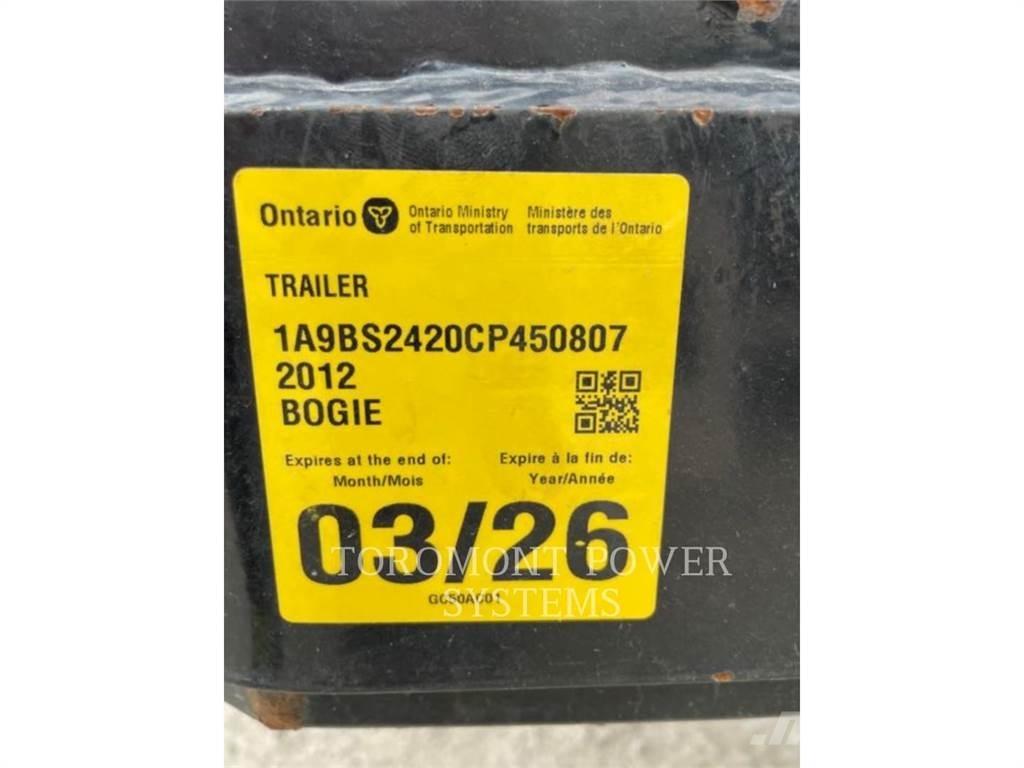 Ontario
Ontario Ministry
of Transportation
Ministère des
transports de l'Ontario
TRAILER
1A9BS2420CP450807
2012
BOGIE
Expires at the end of:
Month/Mois
Expire à la fin de:
Year/Année
03/26
TOROMONT POWER
SYSTEMS